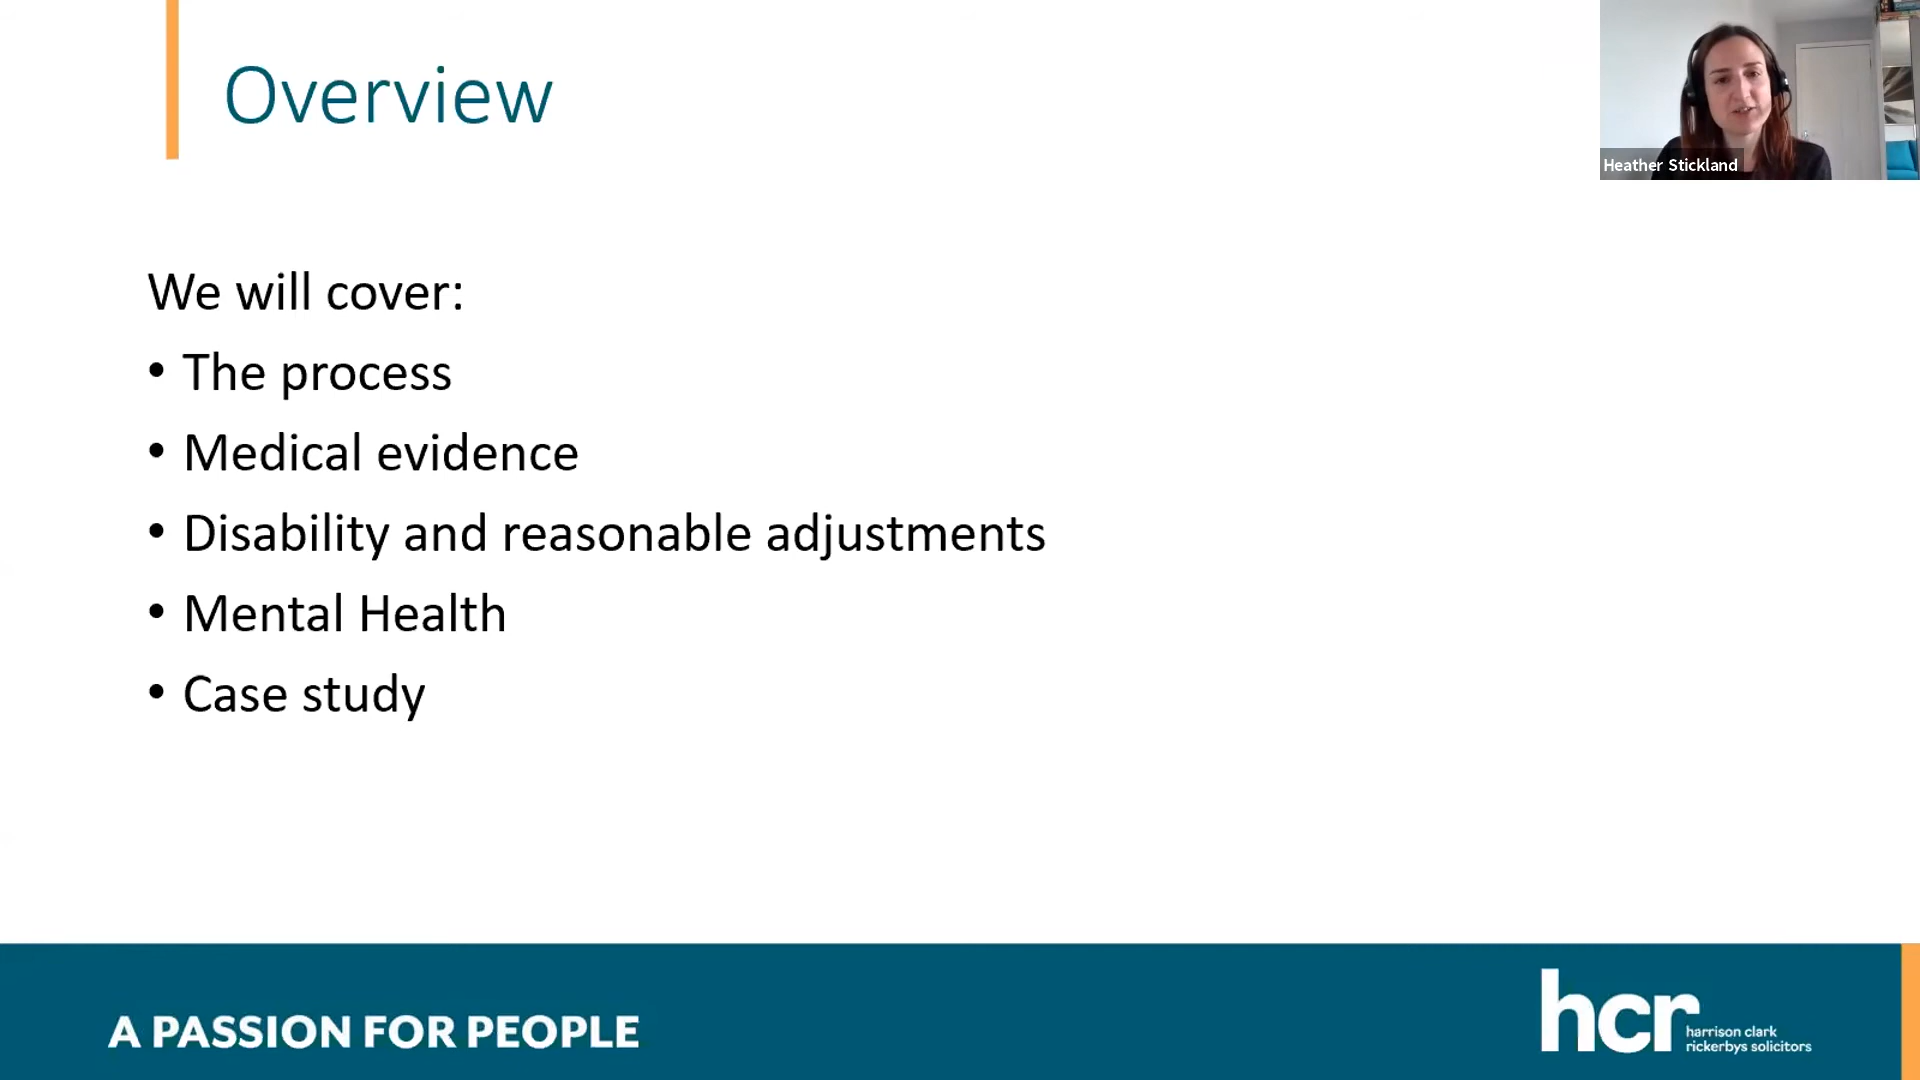 Overview
Heather Stickland
We will cover:
• The process
• Medical evidence
• Disability and reasonable adjustments
• Mental Health
• Case study
A PASSION FOR PEOPLE
hcr
harrison clark
rickerbys solicitors